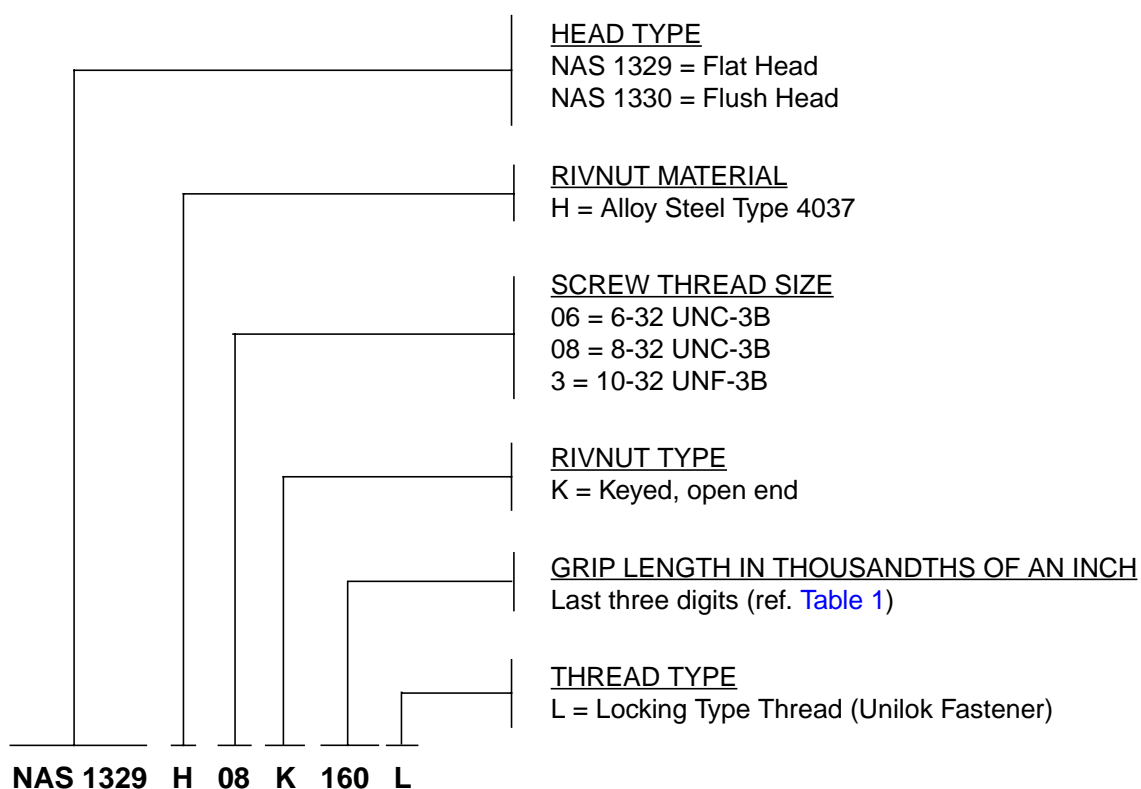 HEAD TYPE
NAS 1329 = Flat Head
NAS 1330 = Flush Head
RIVNUT MATERIAL
H = Alloy Steel Type 4037
SCREW THREAD SIZE
06 = 6-32 UNC-3B
08 = 8-32 UNC-3B
3 = 10-32 UNF-3B
RIVNUT TYPE
K = Keyed, open end
GRIP LENGTH IN THOUSANDTHS OF AN INCH
Last three digits (ref. Table 1)
THREAD TYPE
L = Locking Type Thread (Unilok Fastener)
NAS 1329 H 08 K 160 L